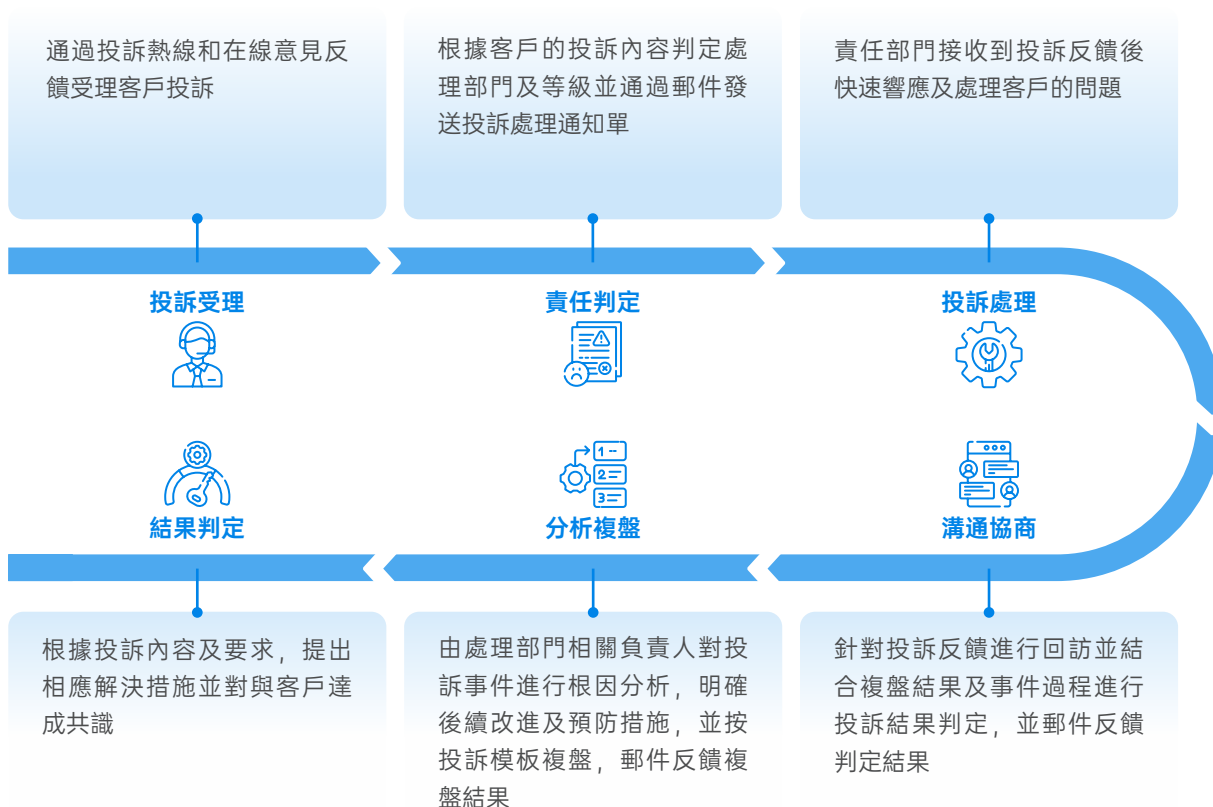 通過投訴熱線和在線意見反
饋受理客戶投訴
根據客戶的投訴內容判定處
理部門及等級並通過郵件發
送投訴處理通知單
責任部門接收到投訴反饋後
快速響應及處理客戶的問題
投訴受理
責任判定
投訴處理
1
2
3
結果判定
分析複盤
溝通協商
根據投訴內容及要求，提出
相應解決措施並對與客戶達
成共識
由處理部門相關負責人對投
訴事件進行根因分析，明確
後續改進及預防措施，並按
投訴模板複盤，郵件反饋複
盤結果
針對投訴反饋進行回訪並結
合複盤結果及事件過程進行
投訴結果判定，並郵件反饋
判定結果